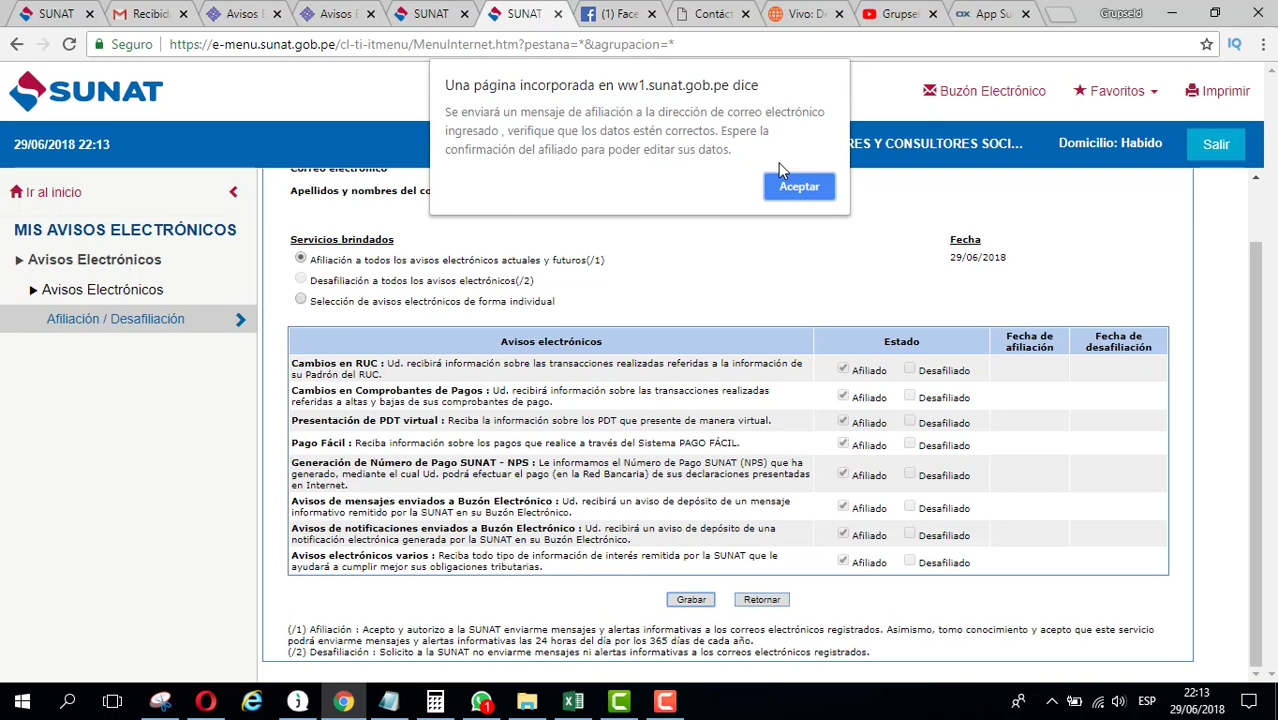 SUNAT
Recibid
Avisos E
Avisos E
SUNAT
SUNAT
(1) Face
Contáct
Vivo: De
Grupseld
App Su
Grupseld
Seguro
https://e-menu.sunat.gob.pe/cl-ti-itmenu/MenuInternet.htm?pestana=*&agrupacion=*
IQ
SUNAT
Una página incorporada en ww1.sunat.gob.pe dice
Se enviará un mensaje de afiliación a la dirección de correo electrónico
ingresado , verifique que los datos estén correctos. Espere la
confirmación del afiliado para poder editar sus datos.
Aceptar
Buzón Electrónico
Favoritos
Imprimir
29/06/2018 22:13
RES Y CONSULTORES SOCI...
Domicilio: Habido
Salir
Ir al inicio
MIS AVISOS ELECTRÓNICOS
Avisos Electrónicos
Avisos Electrónicos
Afiliación / Desafiliación
Correo electrónico
Apellidos y nombres del co
Servicios brindados
Fecha
29/06/2018
Afiliación a todos los avisos electrónicos actuales y futuros(/1)
Desafiliación a todos los avisos electrónicos(/2)
Selección de avisos electrónicos de forma individual
Avisos electrónicos Estado Fecha de afiliación Fecha de desafiliación
Cambios en RUC : Ud. recibirá información sobre las transacciones realizadas referidas a la información de
su Padrón del RUC.
Afiliado Desafiliado
Cambios en Comprobantes de Pagos : Ud. recibirá información sobre las transacciones realizadas
referidas a altas y bajas de sus comprobantes de pago.
Afiliado Desafiliado
Presentación de PDT virtual : Reciba la información sobre los PDT que presente de manera virtual.
Afiliado Desafiliado
Pago Fácil : Reciba información sobre los pagos que realice a través del Sistema PAGO FÁCIL.
Afiliado Desafiliado
Generación de Número de Pago SUNAT - NPS : Le informamos el Número de Pago SUNAT (NPS) que ha
generado, mediante el cual Ud. podrá efectuar el pago (en la Red Bancaria) de sus declaraciones presentadas
en Internet.
Afiliado Desafiliado
Avisos de mensajes enviados a Buzón Electrónico : Ud. recibirá un aviso de depósito de un mensaje
informativo remitido por la SUNAT en su Buzón Electrónico.
Afiliado Desafiliado
Avisos de notificaciones enviados a Buzón Electrónico : Ud. recibirá un aviso de depósito de una
notificación electrónica generada por la SUNAT en su Buzón Electrónico.
Afiliado Desafiliado
Avisos electrónicos varios : Reciba todo tipo de información de interés remitida por la SUNAT que le
ayudará a cumplir mejor sus obligaciones tributarias.
Afiliado Desafiliado
Grabar
Retornar
(/1) Afiliación : Acepto y autorizo a la SUNAT enviarme mensajes y alertas informativas a los correos electrónicos registrados. Asimismo, tomo conocimiento y acepto que este servicio
podrá enviarme mensajes y alertas informativas las 24 horas del día por los 365 días de cada año.
(/2) Desafiliación : Solicito a la SUNAT no enviarme mensajes ni alertas informativas a los correos electrónicos registrados.
1
ESP
22:13
29/06/2018